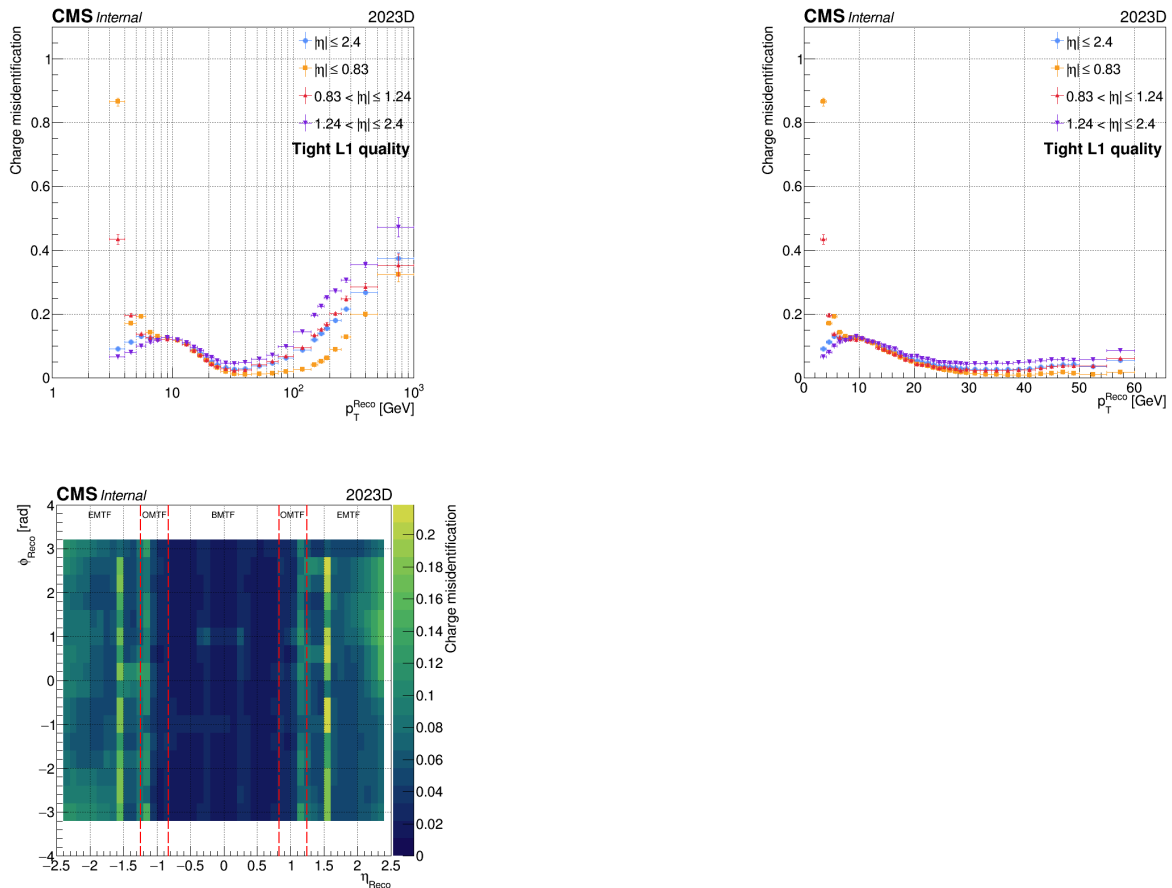 CMS Internal 2023D
Charge misidentification
1
0.8
0.6
0.4
0.2
0
|η| ≤ 2.4
|η| ≤ 0.83
0.83 < |η| ≤ 1.24
1.24 < |η| ≤ 2.4
Tight L1 quality
1 10 10² 10³
p_T^Reco [GeV]
CMS Internal 2023D
Charge misidentification
1
0.8
0.6
0.4
0.2
0
|η| ≤ 2.4
|η| ≤ 0.83
0.83 < |η| ≤ 1.24
1.24 < |η| ≤ 2.4
Tight L1 quality
0 10 20 30 40 50 60
p_T^Reco [GeV]
CMS Internal 2023D
φ_Reco [rad]
4
3
2
1
0
−1
−2
−3
−4
EMTF OMTF BMTF OMTF EMTF
−2.5 −2 −1.5 −1 −0.5 0 0.5 1 1.5 2 2.5
η_Reco
0.2
0.18
0.16
0.14
0.12
0.1
0.08
0.06
0.04
0.02
0
Charge misidentification